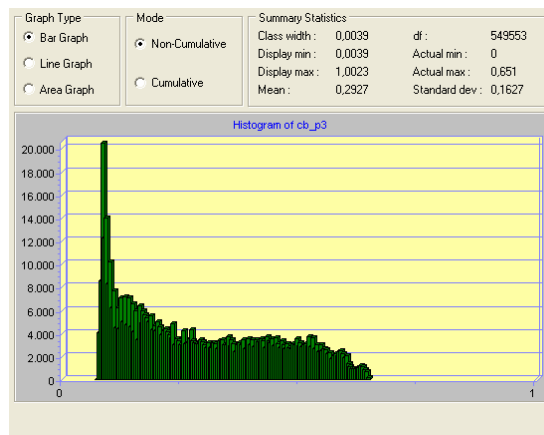 Graph Type
Bar Graph
Line Graph
Area Graph
Mode
Non-Cumulative
Cumulative
Summary Statistics
Class width : 0,0039 df : 549553
Display min : 0,0039 Actual min : 0
Display max : 1,0023 Actual max : 0,651
Mean : 0,2927 Standard dev : 0,1627
Histogram of cb_p3
20.000
18.000
16.000
14.000
12.000
10.000
8.000
6.000
4.000
2.000
0
0 1